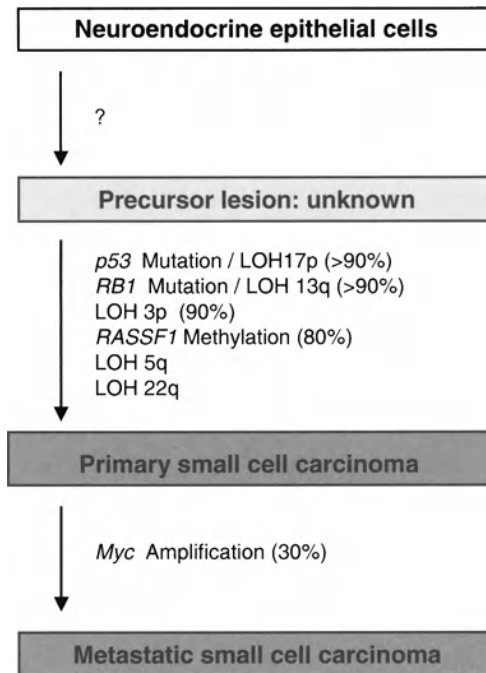 Neuroendocrine epithelial cells
?
Precursor lesion: unknown
p53 Mutation / LOH17p (>90%)
RB1 Mutation / LOH 13q (>90%)
LOH 3p (90%)
RASSF1 Methylation (80%)
LOH 5q
LOH 22q
Primary small cell carcinoma
Myc Amplification (30%)
Metastatic small cell carcinoma